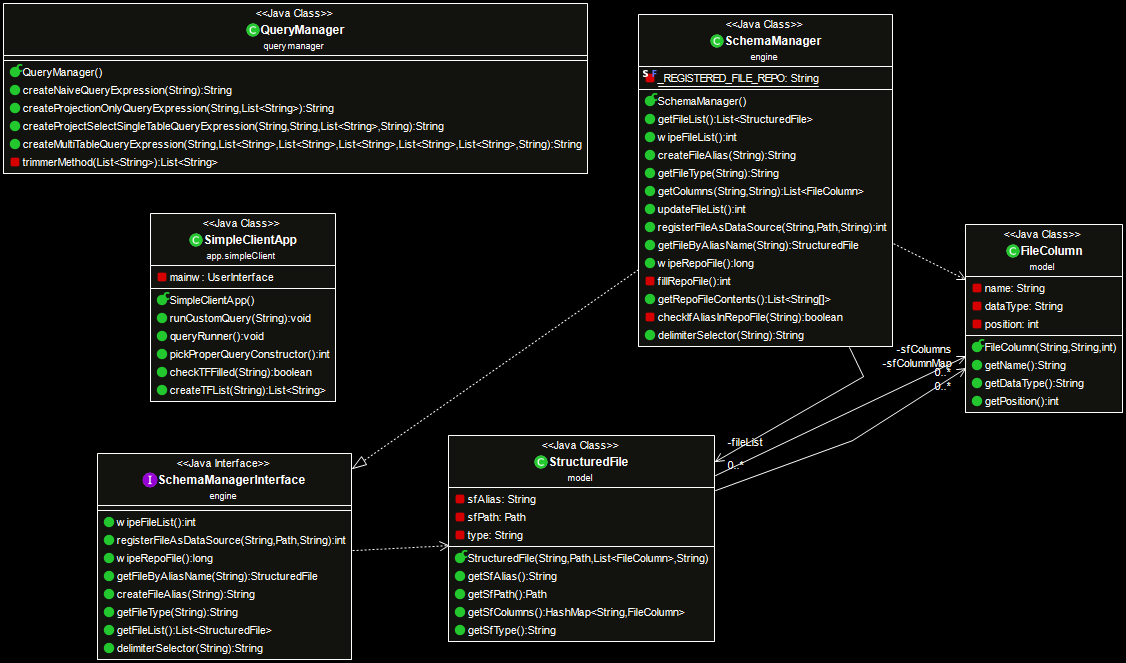 <<Java Class>>
QueryManager
query manager
QueryManager()
createNaiveQueryExpression(String):String
createProjectionOnlyQueryExpression(String,List<String>):String
createProjectSelectSingleTableQueryExpression(String,String,List<String>,String):String
createMultiTableQueryExpression(String,List<String>,List<String>,List<String>,List<String>,List<String>,String):String
trimmerMethod(List<String>):List<String>
<<Java Class>>
SchemaManager
engine
_REGISTERED_FILE_REPO: String
SchemaManager()
getFileList():List<StructuredFile>
wipeFileList():int
createFileAlias(String):String
getFileType(String):String
getColumns(String,String):List<FileColumn>
updateFileList():int
registerFileAsDataSource(String,Path,String):int
getFileByAliasName(String):StructuredFile
wipeRepoFile():long
fillRepoFile():int
getRepoFileContents():List<String[]>
checkIfAliasInRepoFile(String):boolean
delimiterSelector(String):String
<<Java Class>>
SimpleClientApp
app.simpleClient
mainw: UserInterface
SimpleClientApp()
runCustomQuery(String):void
queryRunner():void
pickProperQueryConstructor():int
checkTFFilled(String):boolean
createTFList(String):List<String>
<<Java Class>>
FileColumn
model
name: String
dataType: String
position: int
FileColumn(String,String,int)
getName():String
getDataType():String
getPosition():int
-sfColumns
-sfColumnMap
0..*
0..*
-fileList
0..*
<<Java Interface>>
SchemaManagerInterface
engine
wipeFileList():int
registerFileAsDataSource(String,Path,String):int
wipeRepoFile():long
getFileByAliasName(String):StructuredFile
createFileAlias(String):String
getFileType(String):String
getFileList():List<StructuredFile>
delimiterSelector(String):String
<<Java Class>>
StructuredFile
model
sfAlias: String
sfPath: Path
type: String
StructuredFile(String,Path,List<FileColumn>,String)
getSfAlias():String
getSfPath():Path
getSfColumns():HashMap<String,FileColumn>
getSfType():String